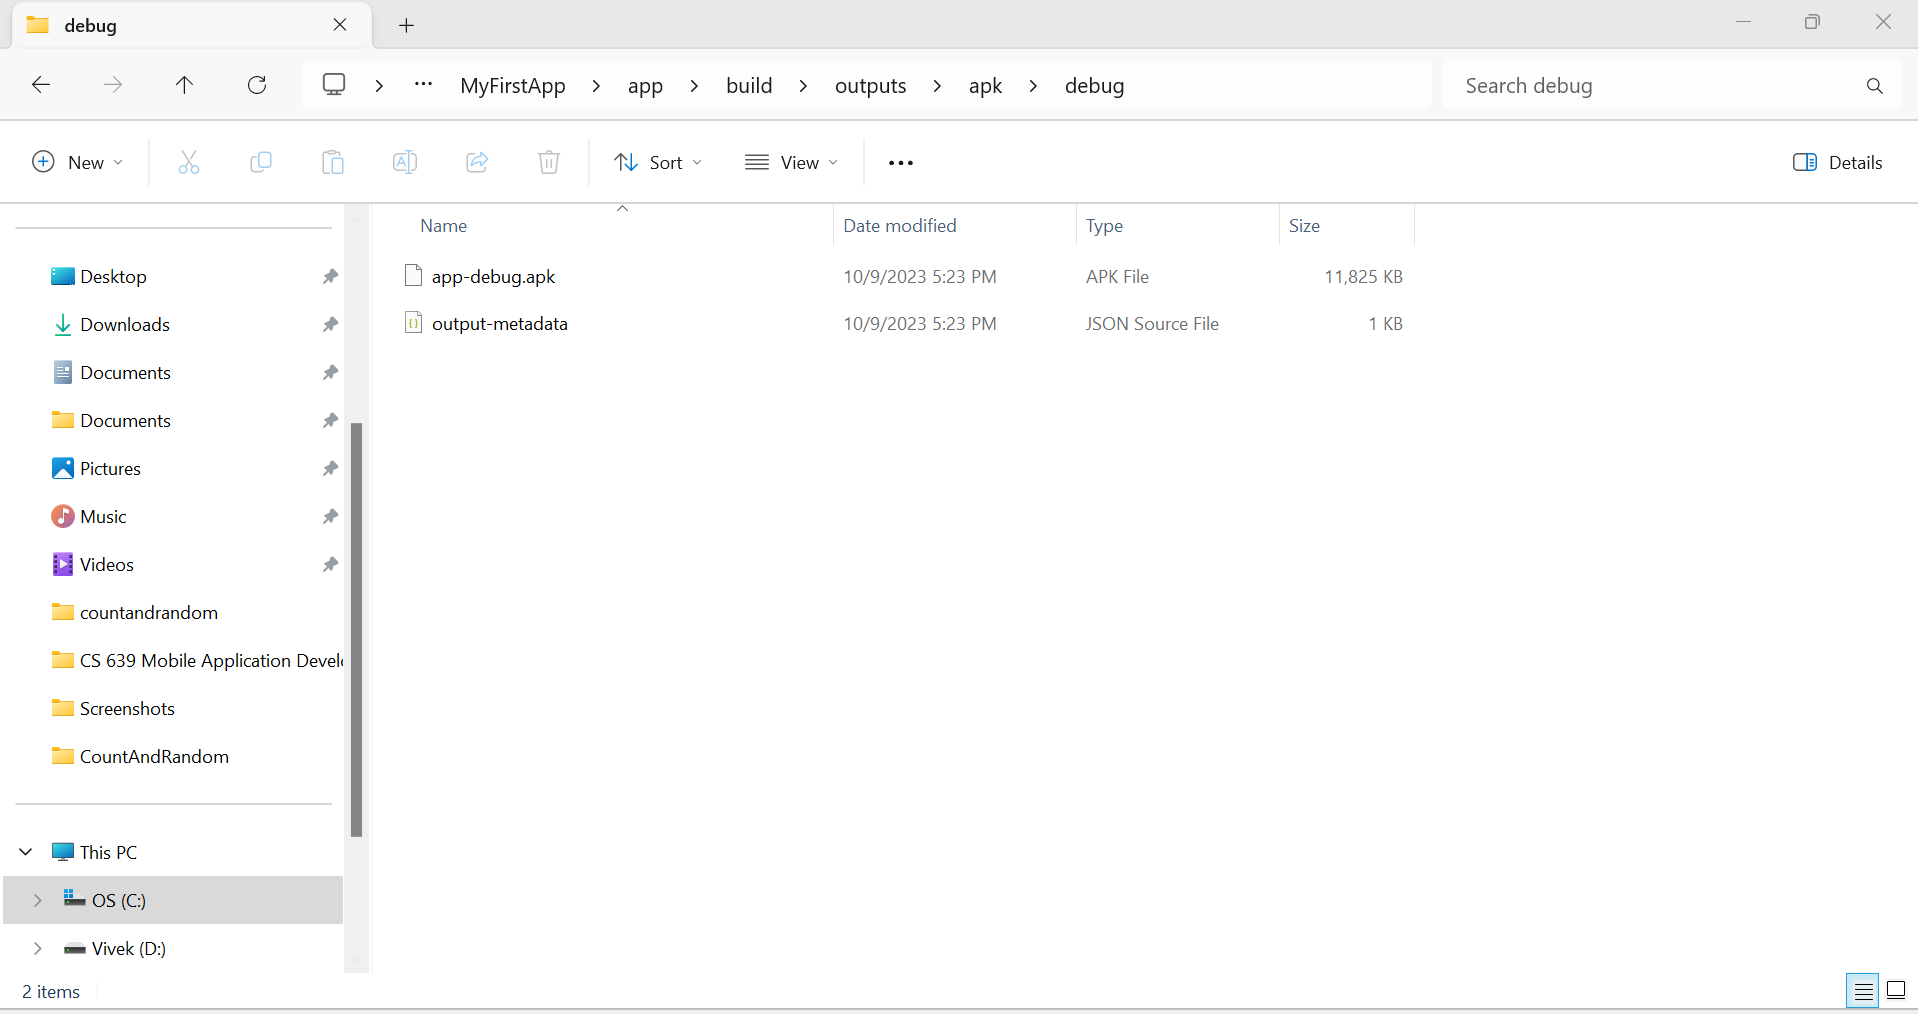 debug
MyFirstApp app build outputs apk debug
Search debug
New
Sort
View
Details
Name Date modified Type Size
app-debug.apk 10/9/2023 5:23 PM APK File 11,825 KB
output-metadata 10/9/2023 5:23 PM JSON Source File 1 KB
Desktop
Downloads
Documents
Documents
Pictures
Music
Videos
countandrandom
CS 639 Mobile Application Devel
Screenshots
CountAndRandom
This PC
OS (C:)
Vivek (D:)
2 items